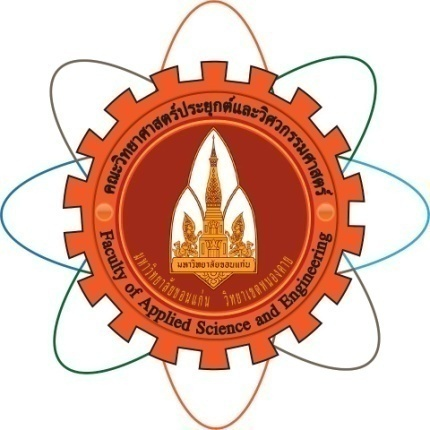 คณะวิทยาศาสตร์ประยุกต์และวิศวกรรมศาสตร์
มหาวิทยาลัยขอนแก่น
มหาวิทยาลัยขอนแก่น วิทยาเขตหนองคาย
Faculty of Applied Science and Engineering